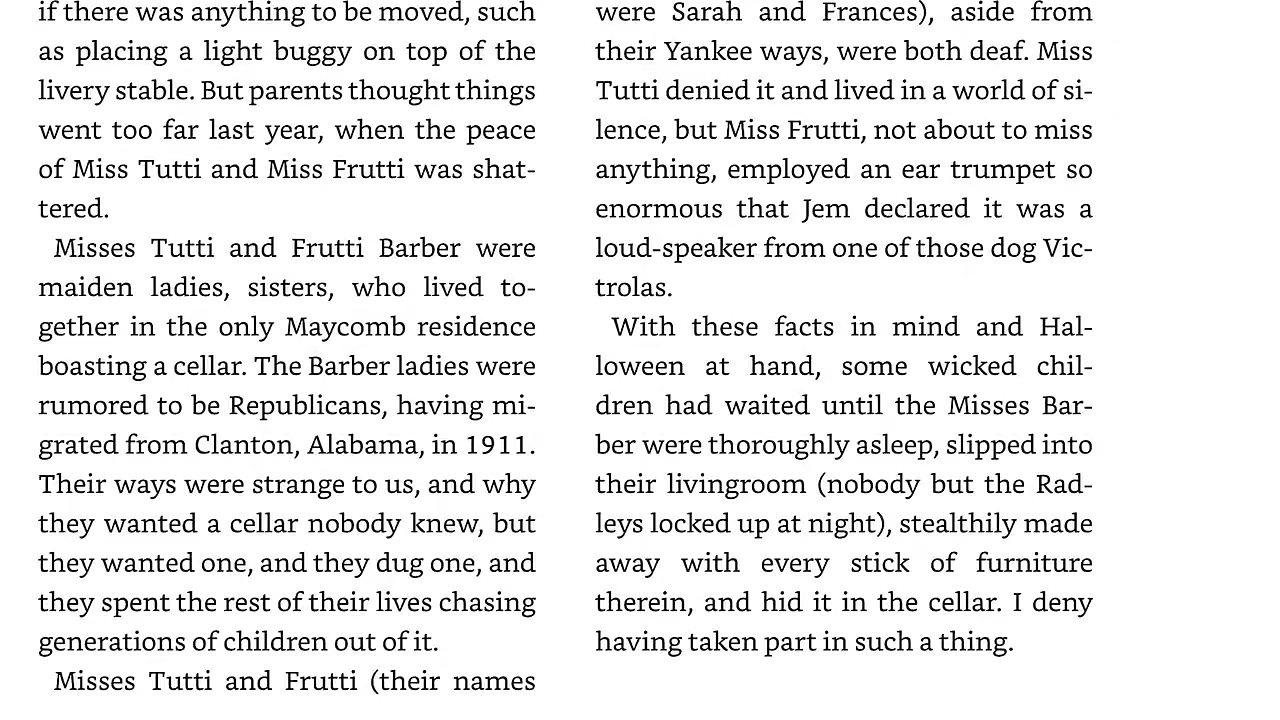 if there was anything to be moved, such
as placing a light buggy on top of the
livery stable. But parents thought things
went too far last year, when the peace
of Miss Tutti and Miss Frutti was shat-
tered.
Misses Tutti and Frutti Barber were
maiden ladies, sisters, who lived to-
gether in the only Maycomb residence
boasting a cellar. The Barber ladies were
rumored to be Republicans, having mi-
grated from Clanton, Alabama, in 1911.
Their ways were strange to us, and why
they wanted a cellar nobody knew, but
they wanted one, and they dug one, and
they spent the rest of their lives chasing
generations of children out of it.
Misses Tutti and Frutti (their names
were Sarah and Frances), aside from
their Yankee ways, were both deaf. Miss
Tutti denied it and lived in a world of si-
lence, but Miss Frutti, not about to miss
anything, employed an ear trumpet so
enormous that Jem declared it was a
loud-speaker from one of those dog Vic-
trolas.
With these facts in mind and Hal-
loween at hand, some wicked chil-
dren had waited until the Misses Bar-
ber were thoroughly asleep, slipped into
their livingroom (nobody but the Rad-
leys locked up at night), stealthily made
away with every stick of furniture
therein, and hid it in the cellar. I deny
having taken part in such a thing.